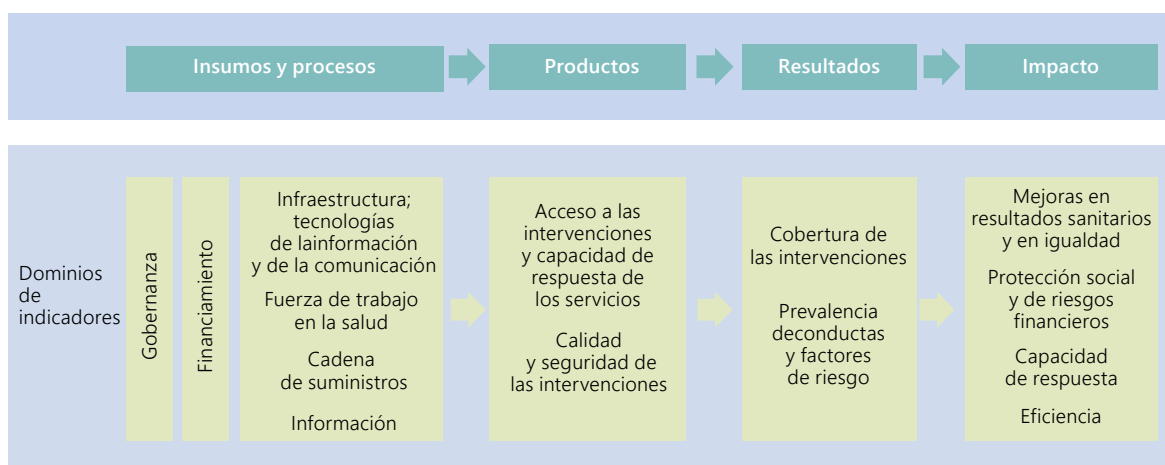 Insumos y procesos
Productos
Resultados
Impacto
Dominios
de
indicadores
Gobernanza
Financiamiento
Infraestructura;
tecnologías
de lainformación
y de la comunicación
Fuerza de trabajo
en la salud
Cadena
de suministros
Información
Acceso a las
intervenciones
y capacidad de
respuesta de
los servicios
Calidad
y seguridad de
las intervenciones
Cobertura de
las intervenciones
Prevalencia
deconductas
y factores
de riesgo
Mejoras en
resultados sanitarios
y en igualdad
Protección social
y de riesgos
financieros
Capacidad
de respuesta
Eficiencia